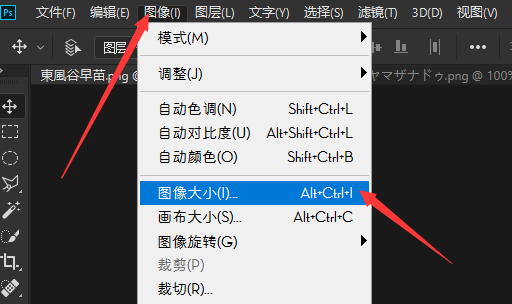 Ps 文件(F) 编辑(E) 图像(I) 图层(L) 文字(Y) 选择(S) 滤镜(T) 3D(D) 视图(V)
图层
模式(M)
東風谷早苗.png @ ヤマザナドゥ.png @ 100%
调整(J)
自动色调(N) Shift+Ctrl+L
自动对比度(U) Alt+Shift+Ctrl+L
自动颜色(O) Shift+Ctrl+B
图像大小(I)... Alt+Ctrl+I
画布大小(S)... Alt+Ctrl+C
图像旋转(G)
裁剪(P)
裁切(R)...